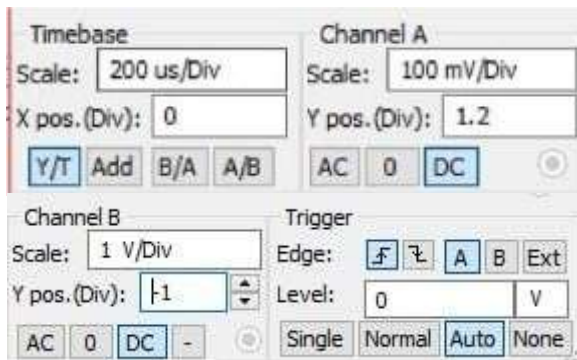 Timebase
Scale: 200 us/Div
X pos.(Div): 0
Y/T Add B/A A/B
Channel A
Scale: 100 mV/Div
Y pos.(Div): 1.2
AC 0 DC
Channel B
Scale: 1 V/Div
Y pos.(Div): -1
AC 0 DC -
Trigger
Edge: A B Ext
Level: 0 V
Single Normal Auto None